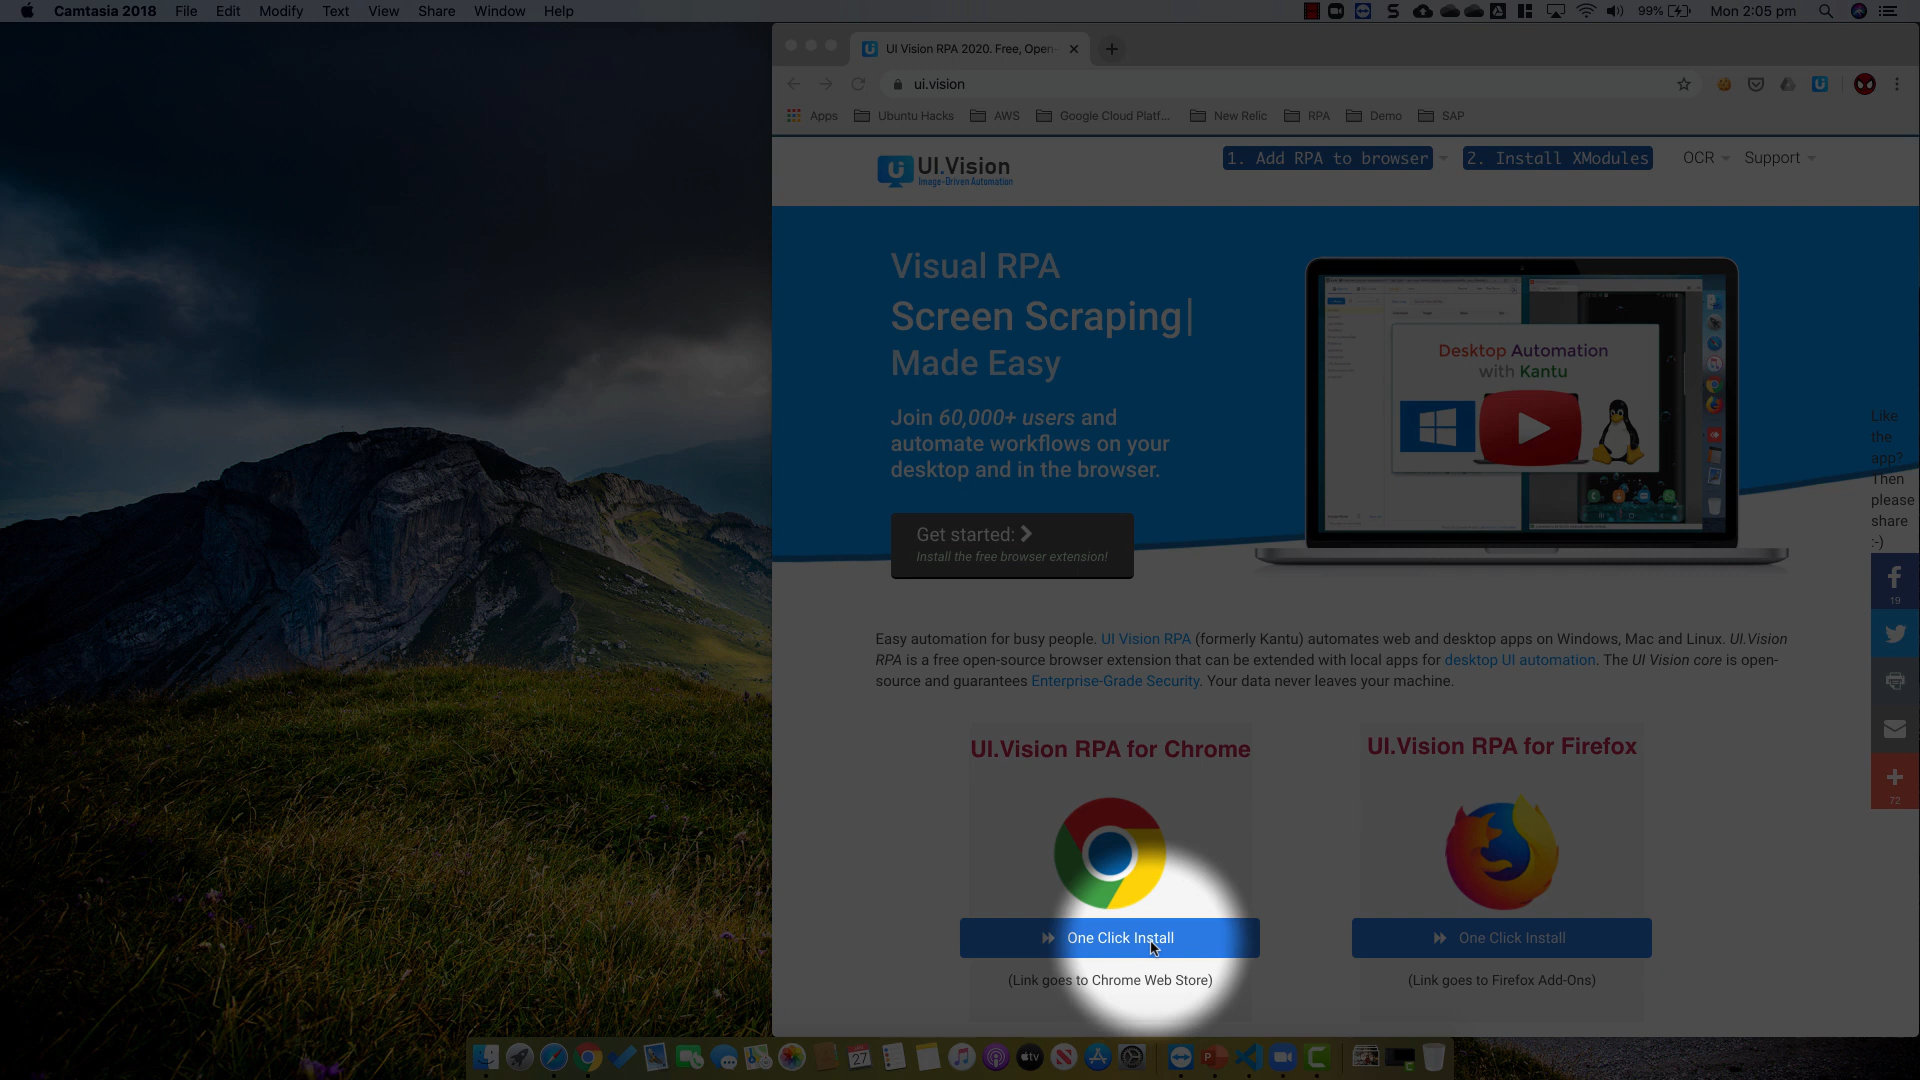 Camtasia 2018 File Edit Modify Text View Share Window Help 99% Mon 2:05 pm
UI Vision RPA 2020. Free, Open-
ui.vision
Apps Ubuntu Hacks AWS Google Cloud Platf... New Relic RPA Demo SAP
UI.Vision
Image-Driven Automation
1. Add RPA to browser 2. Install XModules OCR Support
Visual RPA
Screen Scraping|
Made Easy
Join 60,000+ users and
automate workflows on your
desktop and in the browser.
Get started:
Install the free browser extension!
Desktop Automation
with Kantu
Like
the
app?
Then
please
share
:-)
19
72
Easy automation for busy people. UI Vision RPA (formerly Kantu) automates web and desktop apps on Windows, Mac and Linux. UI.Vision
RPA is a free open-source browser extension that can be extended with local apps for desktop UI automation. The UI Vision core is open-
source and guarantees Enterprise-Grade Security. Your data never leaves your machine.
UI.Vision RPA for Chrome
One Click Install
(Link goes to Chrome Web Store)
UI.Vision RPA for Firefox
One Click Install
(Link goes to Firefox Add-Ons)
27
tv